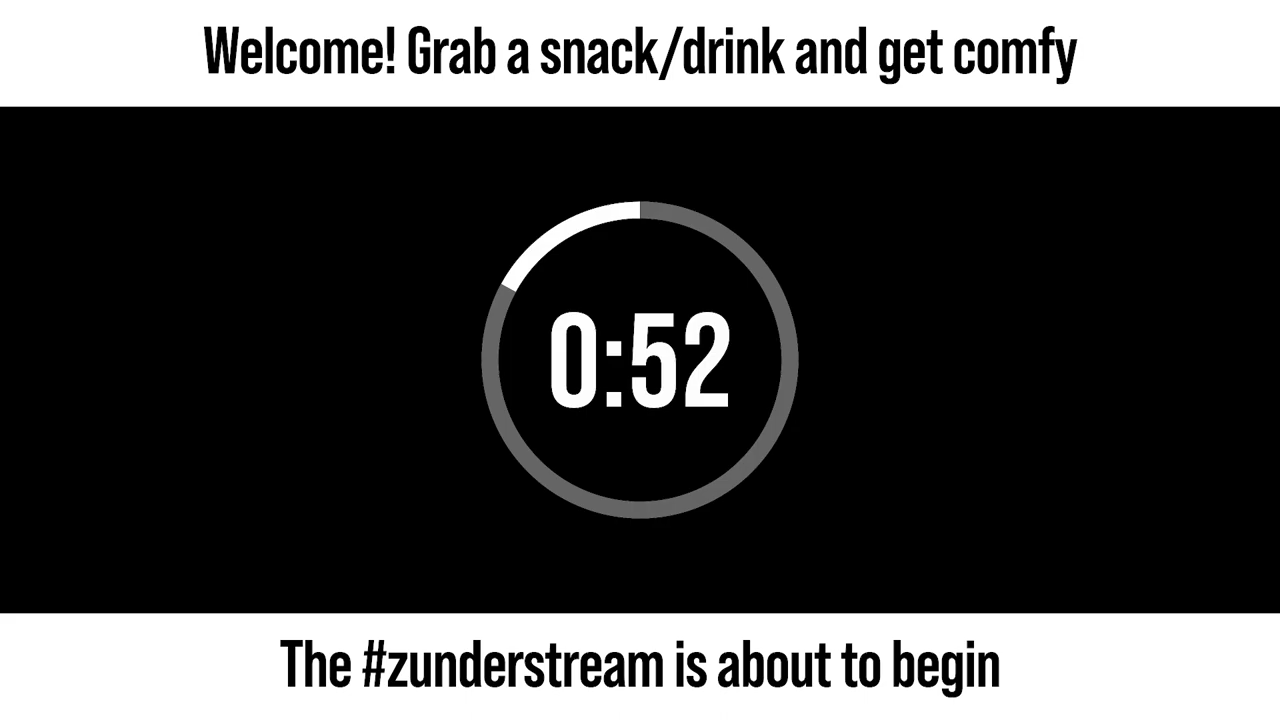 Welcome! Grab a snack/drink and get comfy
0:52
The #zunderstream is about to begin